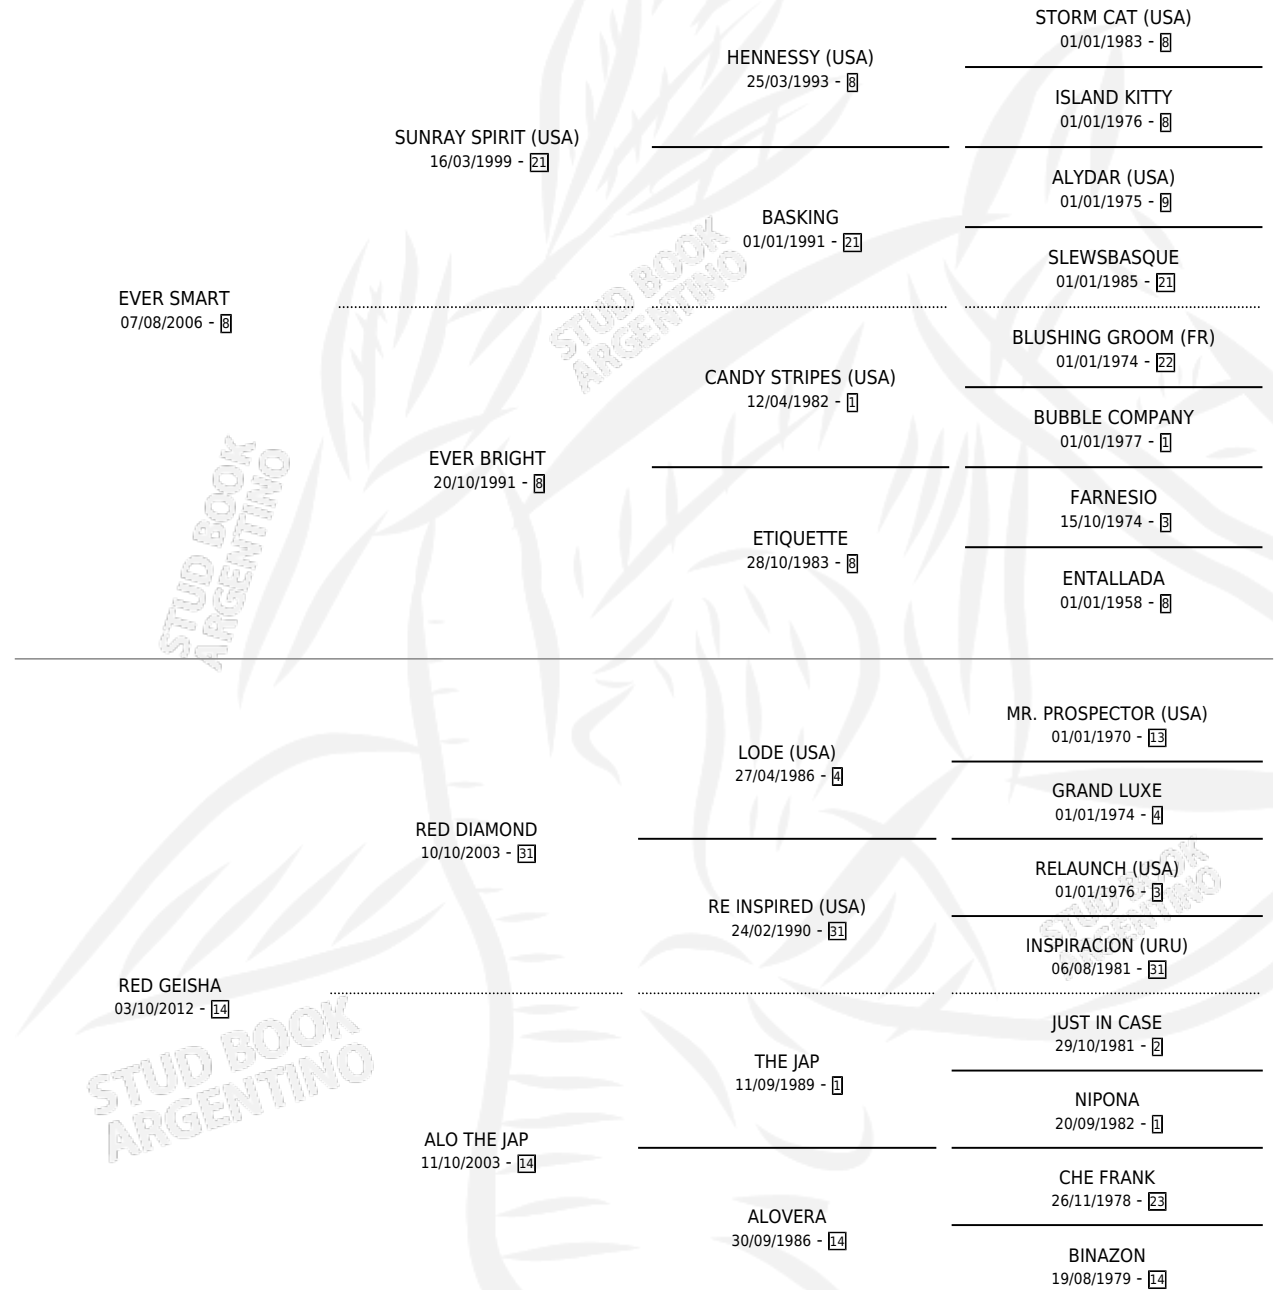 STORM CAT (USA)
01/01/1983 - 8
HENNESSY (USA)
25/03/1993 - 8
ISLAND KITTY
01/01/1976 - 8
SUNRAY SPIRIT (USA)
16/03/1999 - 21
ALYDAR (USA)
01/01/1975 - 9
BASKING
01/01/1991 - 21
SLEWSBASQUE
01/01/1985 - 21
EVER SMART
07/08/2006 - 8
BLUSHING GROOM (FR)
01/01/1974 - 22
CANDY STRIPES (USA)
12/04/1982 - 1
BUBBLE COMPANY
01/01/1977 - 1
EVER BRIGHT
20/10/1991 - 8
FARNESIO
15/10/1974 - 3
ETIQUETTE
28/10/1983 - 8
ENTALLADA
01/01/1958 - 8
MR. PROSPECTOR (USA)
01/01/1970 - 13
LODE (USA)
27/04/1986 - 4
GRAND LUXE
01/01/1974 - 4
RED DIAMOND
10/10/2003 - 31
RELAUNCH (USA)
01/01/1976 - 3
RE INSPIRED (USA)
24/02/1990 - 31
INSPIRACION (URU)
06/08/1981 - 31
RED GEISHA
03/10/2012 - 14
JUST IN CASE
29/10/1981 - 2
THE JAP
11/09/1989 - 1
NIPONA
20/09/1982 - 1
ALO THE JAP
11/10/2003 - 14
CHE FRANK
26/11/1978 - 23
ALOVERA
30/09/1986 - 14
BINAZON
19/08/1979 - 14
STUD BOOK
ARGENTINO
STUD BOOK
ARGENTINO
STUD BOOK
ARGENTINO
STUD BOOK
ARGENTINO